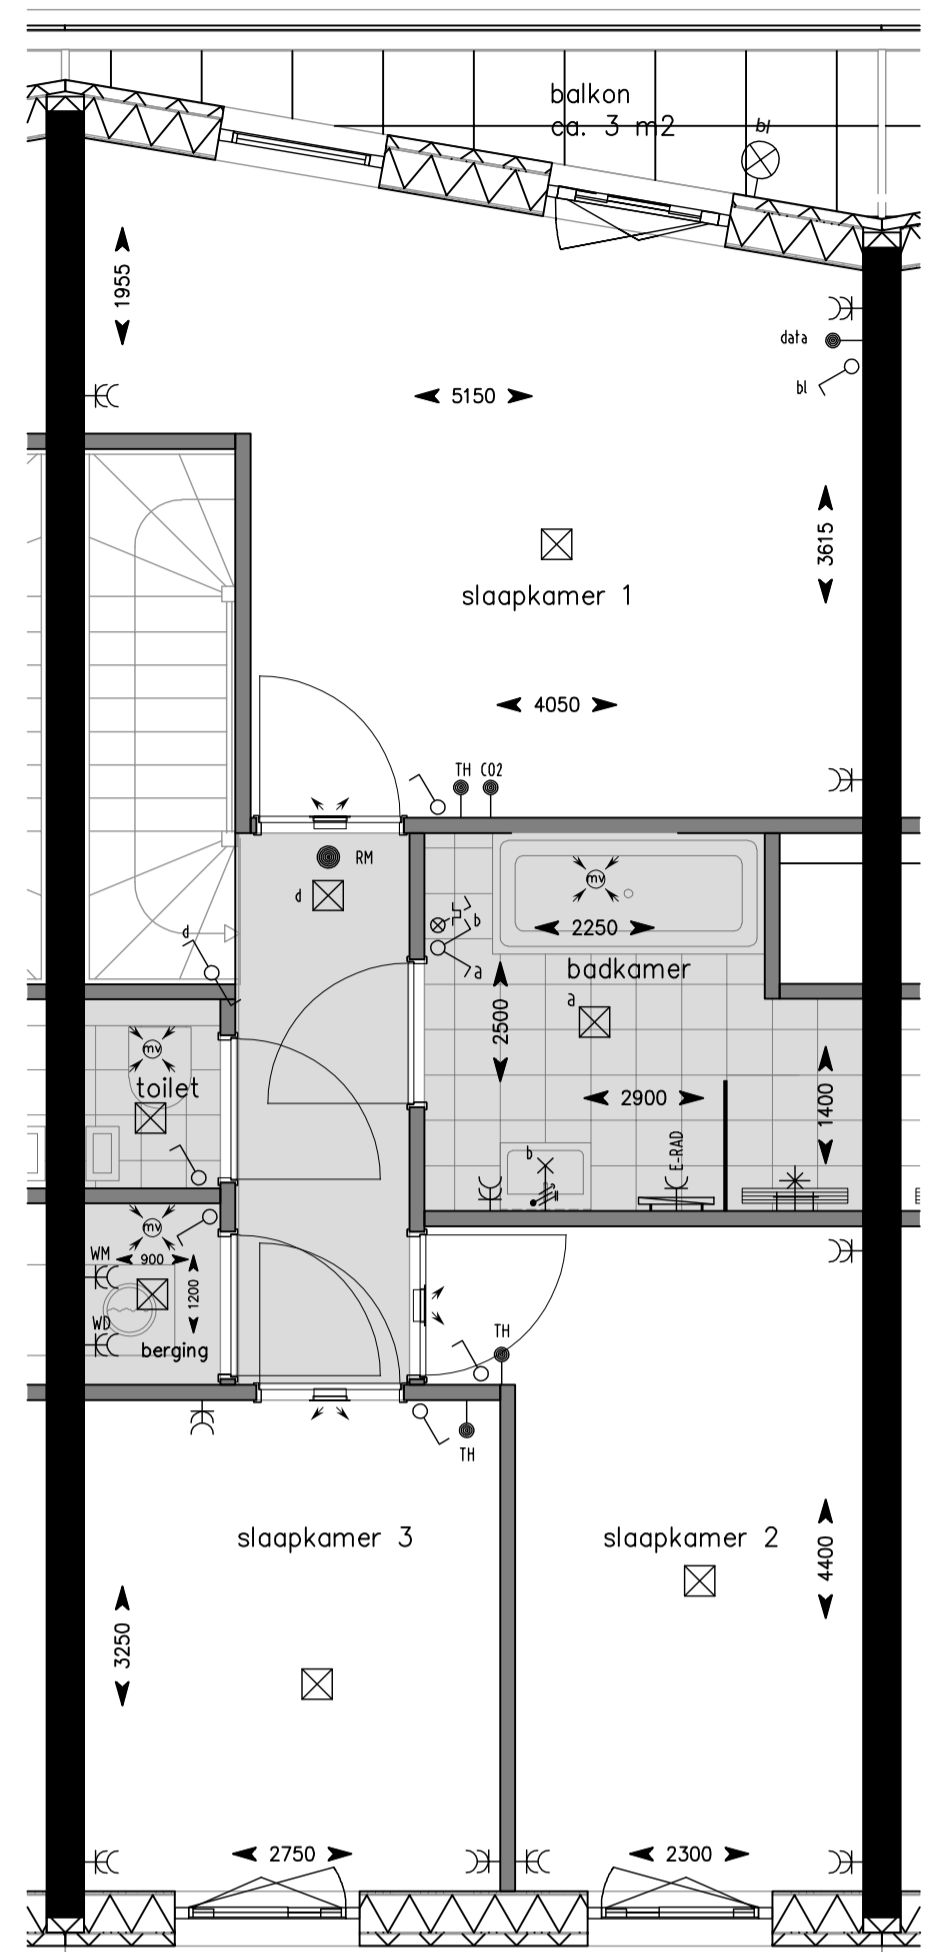 balkon
ca. 3 m2
bl
1955
data
bl
5150
3615
slaapkamer 1
4050
TH CO2
RM
d
mv
b
2250
d
a
badkamer
a
2500
mv
toilet
2900
1400
E-RAD
b
mv
WM
900
1200
WD
berging
TH
TH
slaapkamer 3
slaapkamer 2
4400
3250
2750
2300